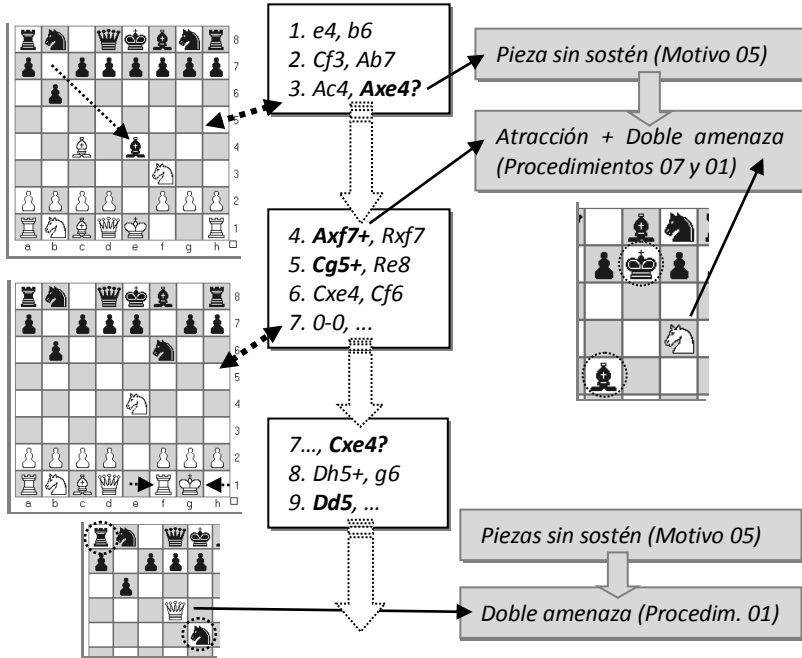 8
7
6
5
4
3
2
1
a b c d e f g h
1. e4, b6
2. Cf3, Ab7
3. Ac4, Axe4?
Pieza sin sostén (Motivo 05)
Atracción + Doble amenaza
(Procedimientos 07 y 01)
4. Axf7+, Rxf7
5. Cg5+, Re8
6. Cxe4, Cf6
7. 0-0, ...
8
7
6
5
4
3
2
1
a b c d e f g h
7..., Cxe4?
8. Dh5+, g6
9. Dd5, ...
Piezas sin sostén (Motivo 05)
Doble amenaza (Procedim. 01)